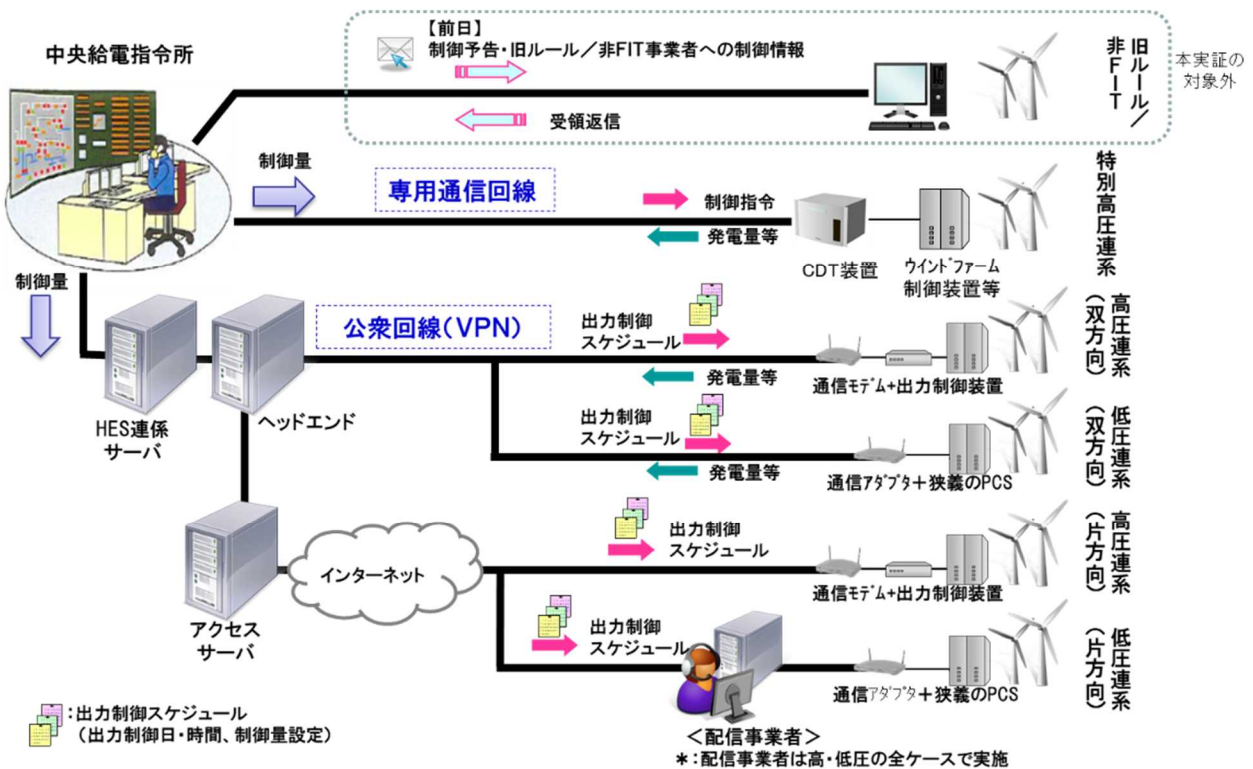 中央給電指令所
【前日】
制御予告・旧ルール／非FIT事業者への制御情報
受領返信
旧ルール／
非FIT
本実証の
対象外
制御量
専用通信回線
制御指令
発電量等
CDT装置
ウインドファーム
制御装置等
特別高圧連系
制御量
公衆回線(VPN)
出力制御
スケジュール
発電量等
通信モデム+出力制御装置
高圧連系
(双方向)
HES連係
サーバ
ヘッドエンド
出力制御
スケジュール
発電量等
通信アダプタ＋狭義のPCS
低圧連系
(双方向)
アクセス
サーバ
インターネット
出力制御
スケジュール
通信モデム+出力制御装置
高圧連系
(片方向)
出力制御
スケジュール
通信アダプタ＋狭義のPCS
低圧連系
(片方向)
＜配信事業者＞
＊：配信事業者は高・低圧の全ケースで実施
：出力制御スケジュール
（出力制御日・時間、制御量設定）